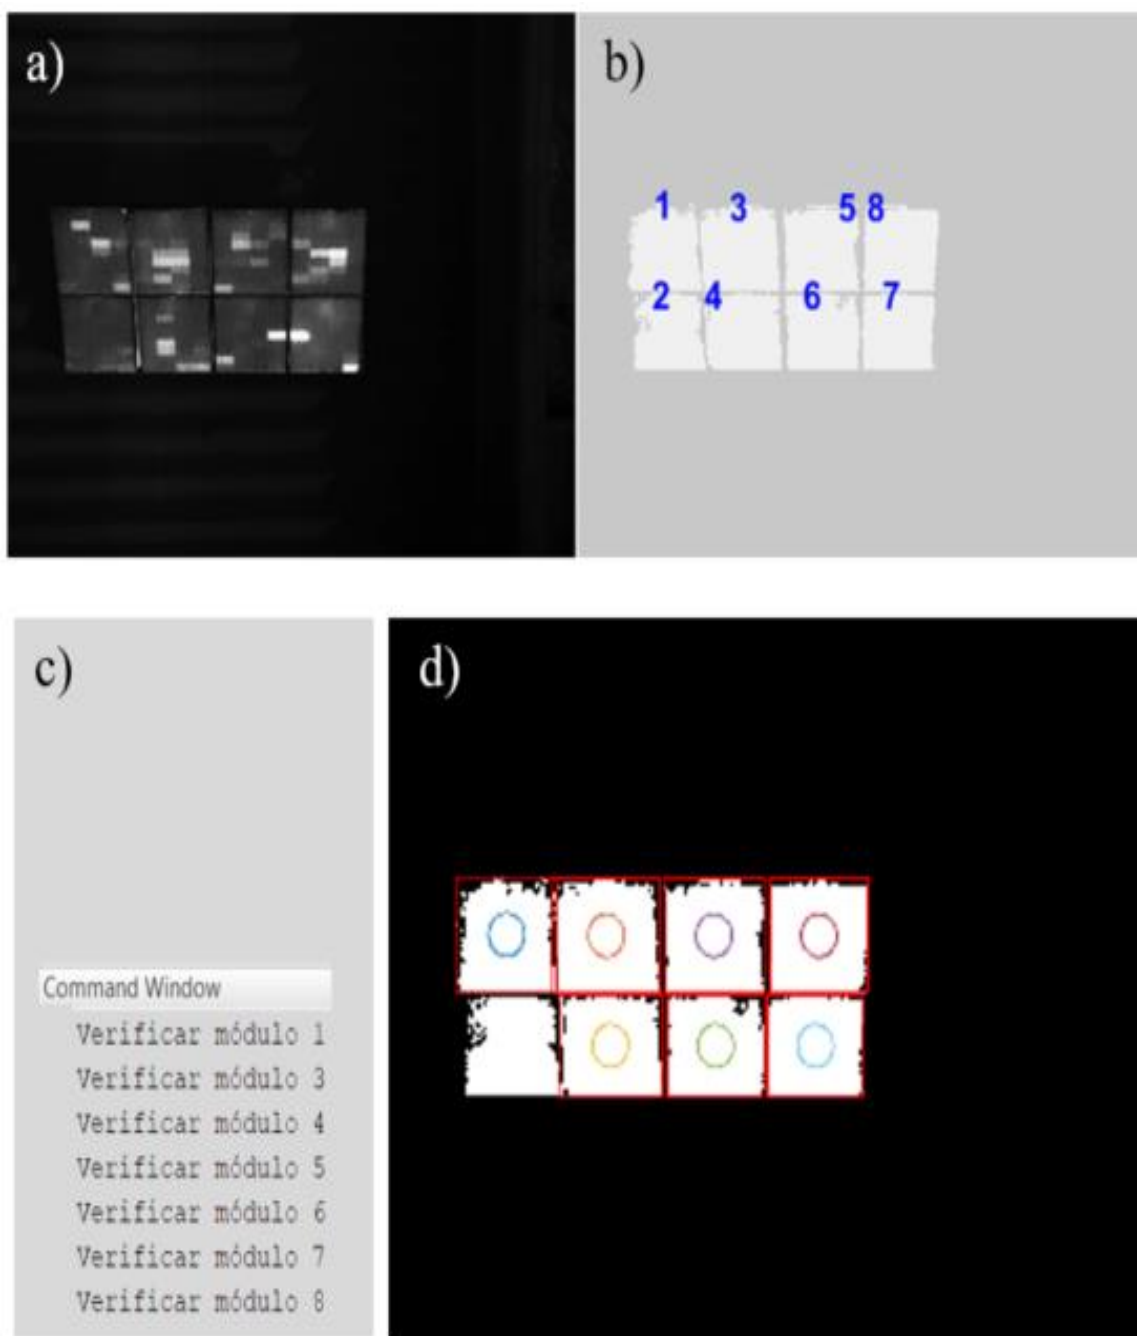 a)
b)
1 3 5 8
2 4 6 7
c)
d)
Command Window
Verificar módulo 1
Verificar módulo 3
Verificar módulo 4
Verificar módulo 5
Verificar módulo 6
Verificar módulo 7
Verificar módulo 8